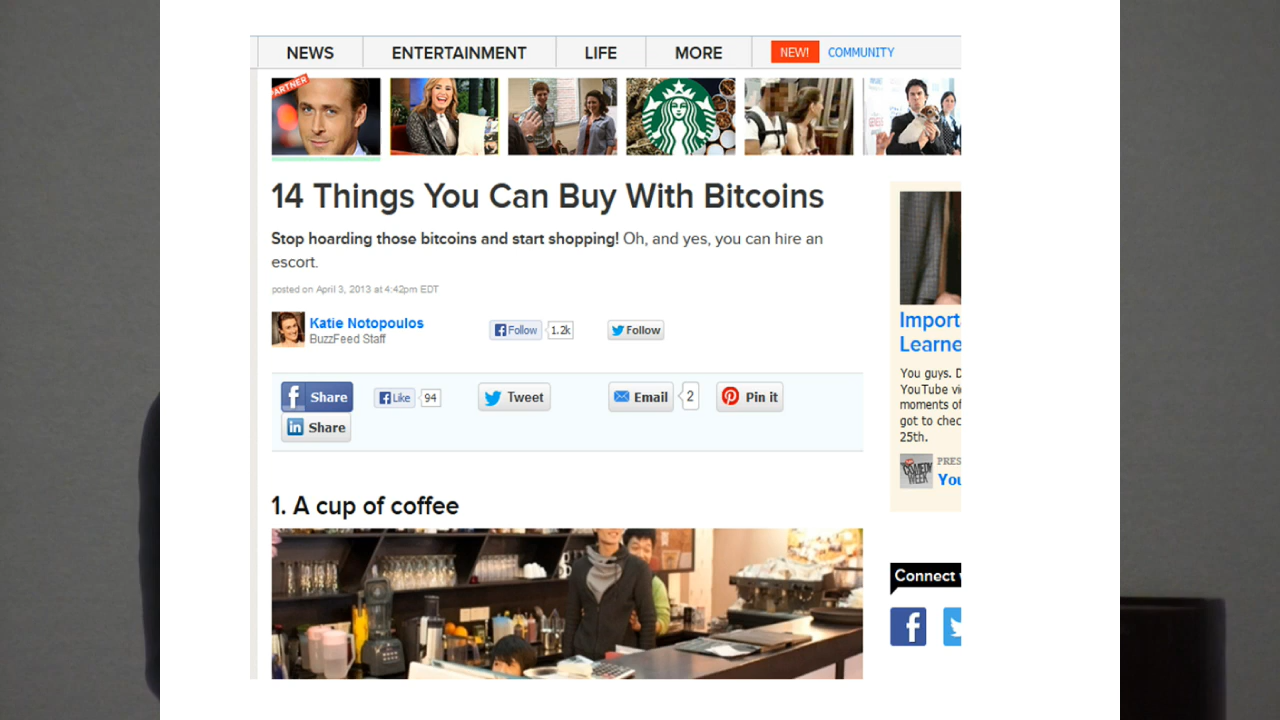 NEWS
ENTERTAINMENT
LIFE
MORE
NEW!
COMMUNITY
PARTNER
14 Things You Can Buy With Bitcoins
Stop hoarding those bitcoins and start shopping! Oh, and yes, you can hire an
escort.
posted on April 3, 2013 at 4:42pm EDT
Katie Notopoulos
BuzzFeed Staff
Follow
1.2k
Follow
Share
Like
94
Tweet
Email
2
Pin it
Share
1. A cup of coffee
Import
Learne
You guys. D
YouTube vi
moments of
got to chec
25th.
COMEDY
WEEK
PRES
You
Connect